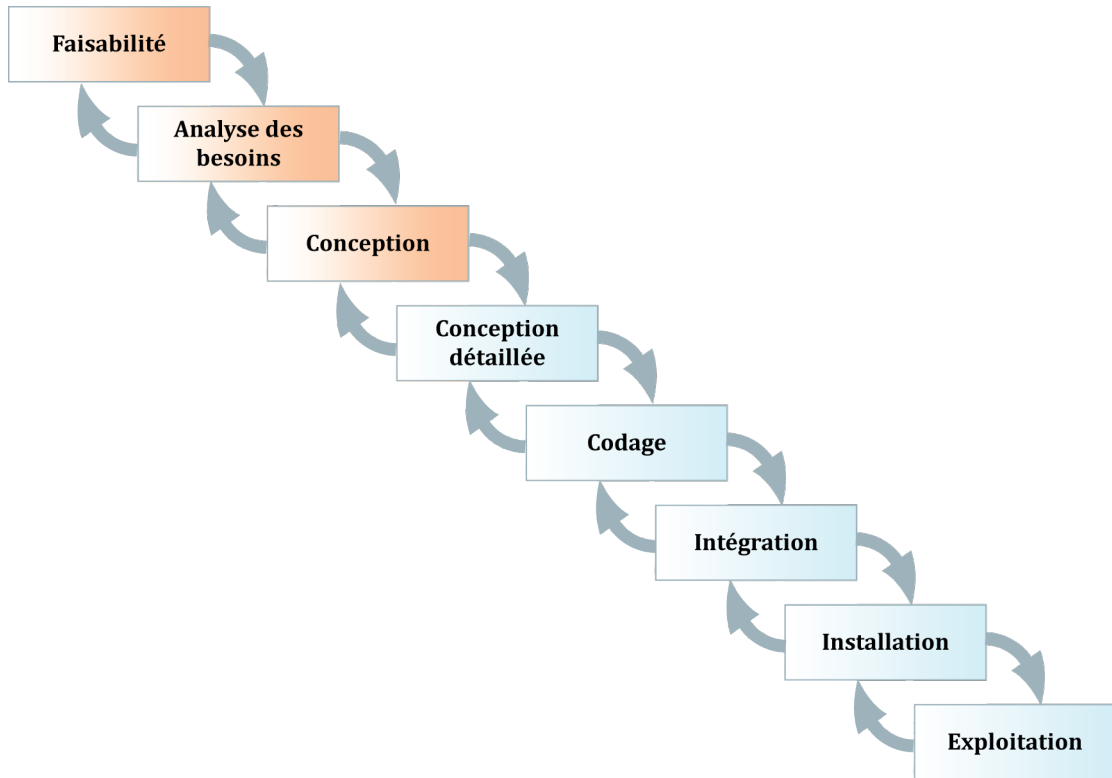 Faisabilité
Analyse des
besoins
Conception
Conception
détaillée
Codage
Intégration
Installation
Exploitation